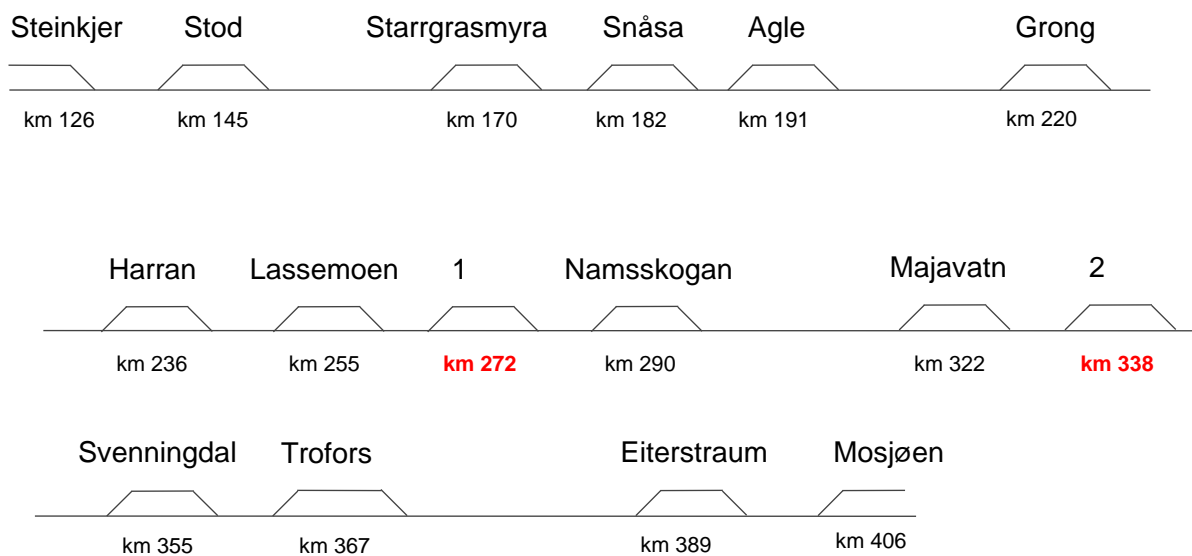 Steinkjer Stod Starrgrasmyra Snåsa Agle Grong
km 126 km 145 km 170 km 182 km 191 km 220
Harran Lassemoen 1 Namsskogan Majavatn 2
km 236 km 255 km 272 km 290 km 322 km 338
Svenningdal Trofors Eiterstraum Mosjøen
km 355 km 367 km 389 km 406